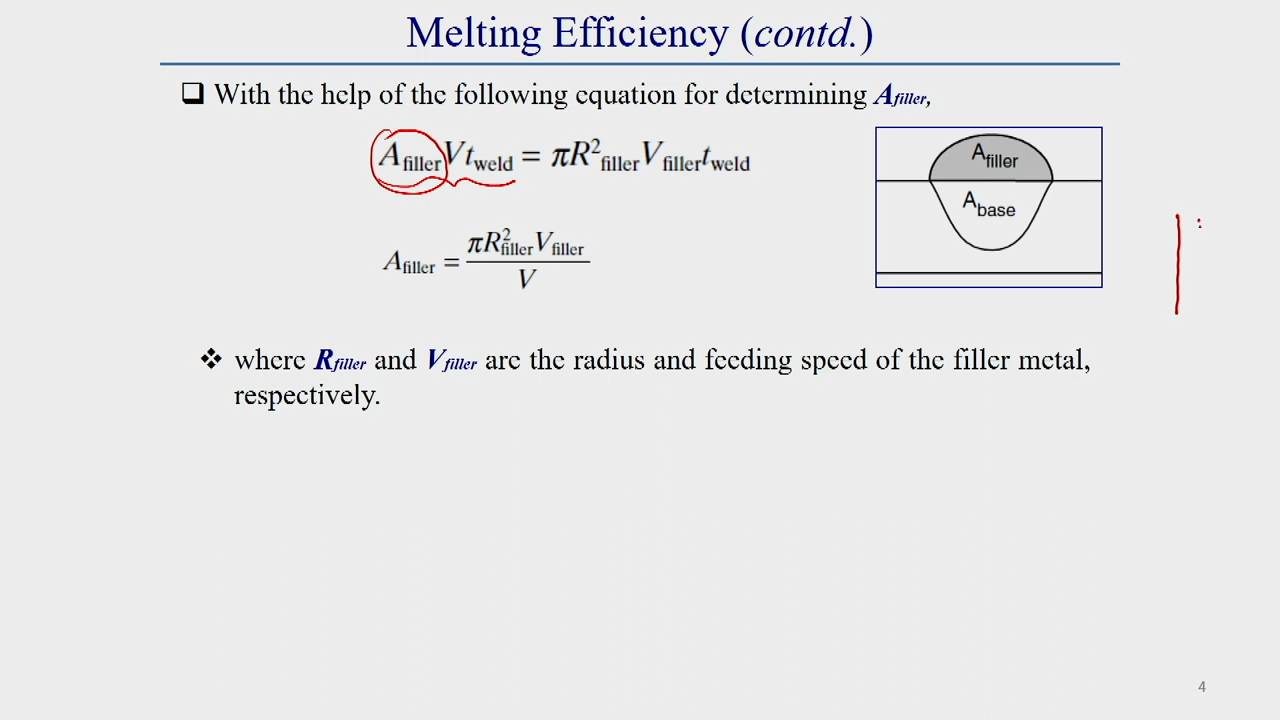 Melting Efficiency (contd.)
❑ With the help of the following equation for determining A_filler,
A_filler V t_weld = πR²_filler V_filler t_weld
A_filler = πR²_filler V_filler / V
A_filler
A_base
❖ where R_filler and V_filler are the radius and feeding speed of the filler metal,
respectively.
4